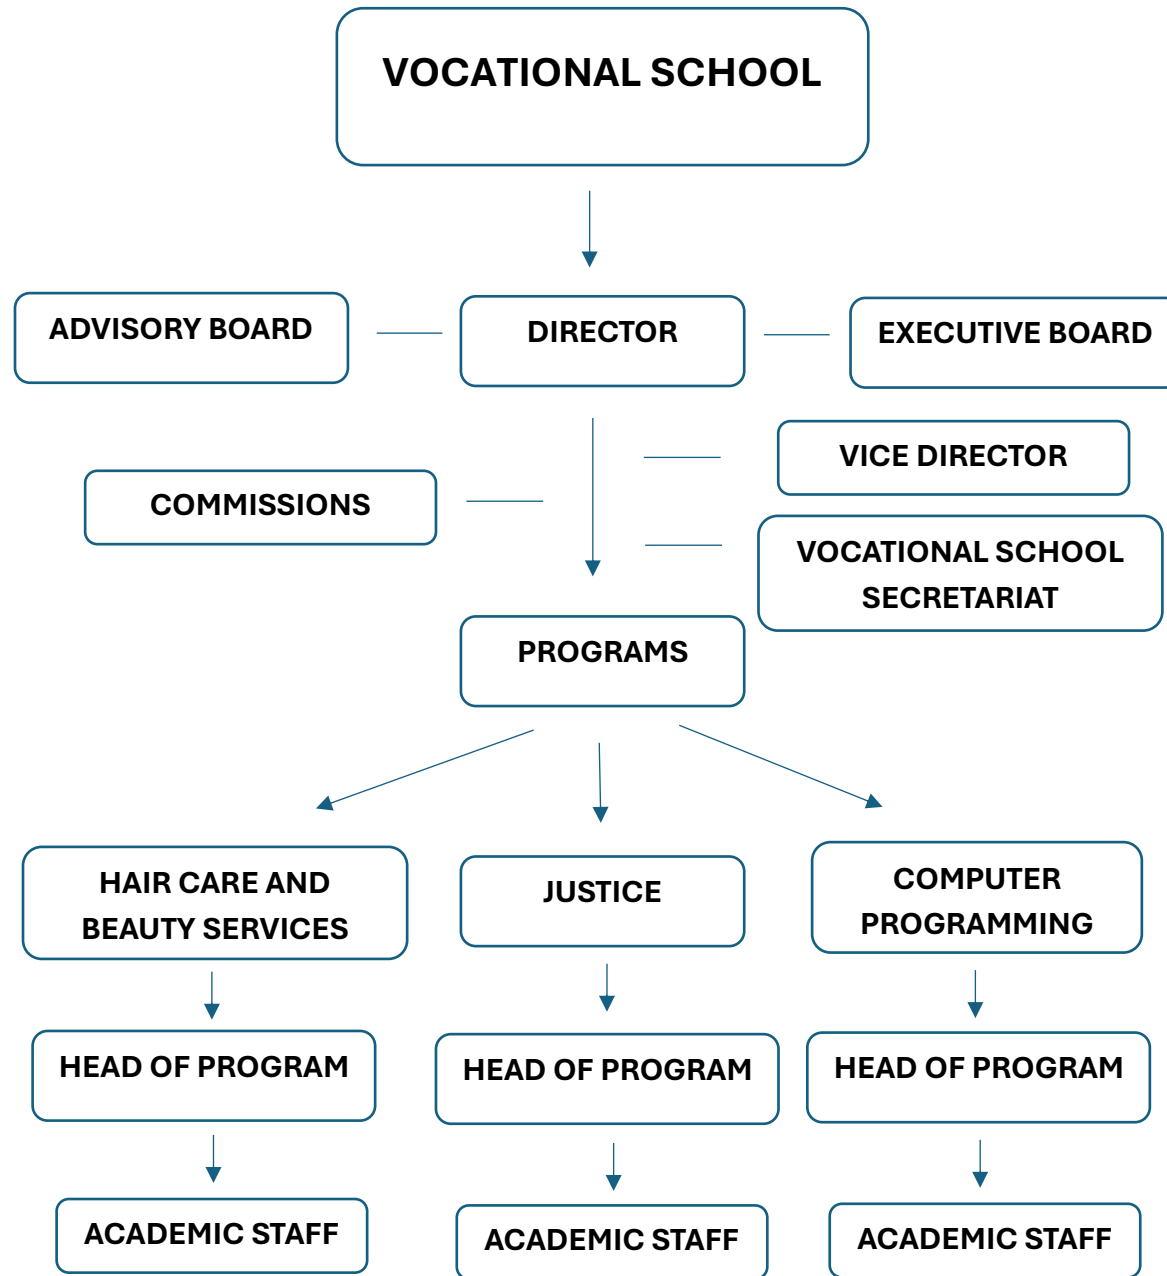 VOCATIONAL SCHOOL
ADVISORY BOARD
DIRECTOR
EXECUTIVE BOARD
VICE DIRECTOR
COMMISSIONS
VOCATIONAL SCHOOL
SECRETARIAT
PROGRAMS
HAIR CARE AND
BEAUTY SERVICES
JUSTICE
COMPUTER
PROGRAMMING
HEAD OF PROGRAM
HEAD OF PROGRAM
HEAD OF PROGRAM
ACADEMIC STAFF
ACADEMIC STAFF
ACADEMIC STAFF